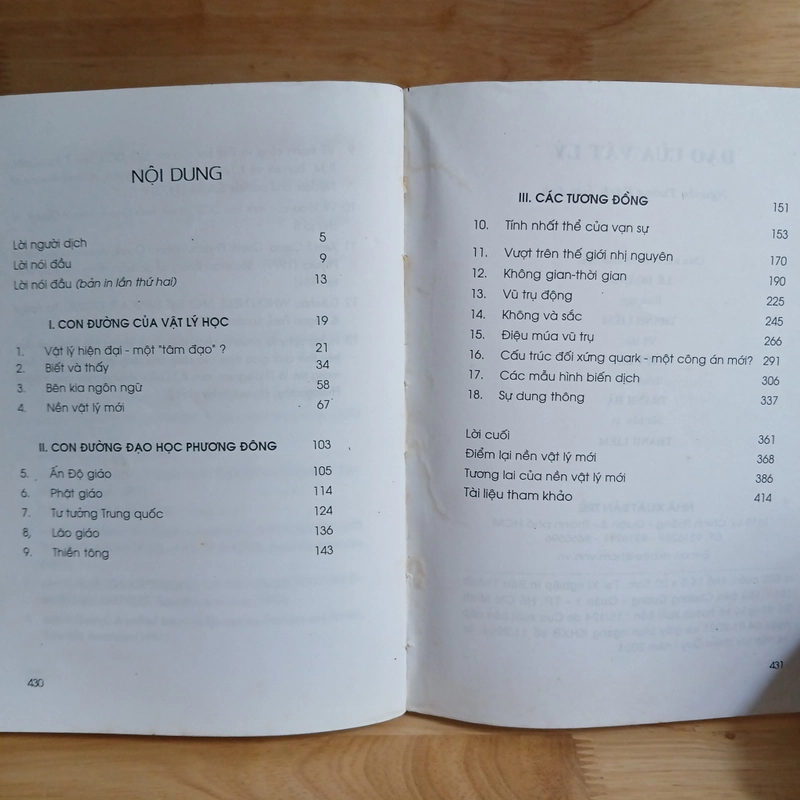 NỘI DUNG
Lời người dịch 5
Lời nói đầu 9
Lời nói đầu (bản in lần thứ hai) 13
I. CON ĐƯỜNG CỦA VẬT LÝ HỌC 19
1. Vật lý hiện đại - một "tâm đạo" ? 21
2. Biết và thấy 34
3. Bên kia ngôn ngữ 58
4. Nền vật lý mới 67
II. CON ĐƯỜNG ĐẠO HỌC PHƯƠNG ĐÔNG 103
5. Ấn Độ giáo 105
6. Phật giáo 114
7. Tư tưởng Trung quốc 124
8, Lão giáo 136
9. Thiền tông 143
430
III. CÁC TƯƠNG ĐỒNG 151
10. Tính nhất thể của vạn sự 153
11. Vượt trên thế giới nhị nguyên 170
12. Không gian-thời gian 190
13. Vũ trụ động 225
14. Không và sắc 245
15. Điệu múa vũ trụ 266
16. Cấu trúc đối xứng quark - một công án mới? 291
17. Các mẫu hình biến dịch 306
18. Sự dung thông 337
Lời cuối 361
Điểm lại nền vật lý mới 368
Tương lai của nền vật lý mới 386
Tài liệu tham khảo 414
431